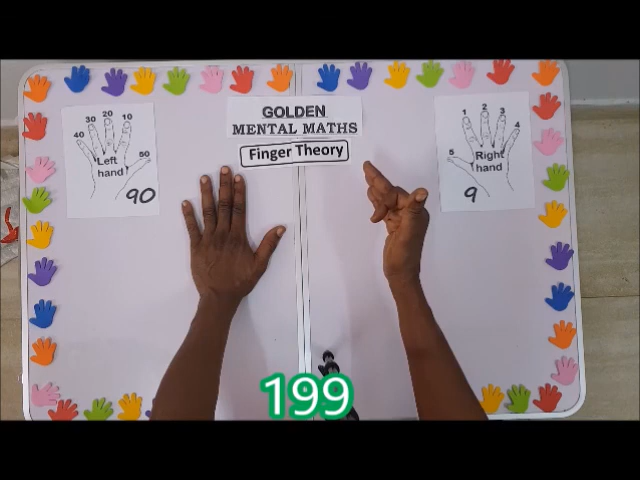 GOLDEN
MENTAL MATHS
Finger Theory
40 30 20 10 50
Left
hand
90
1 2 3 4 5
Right
hand
9
199